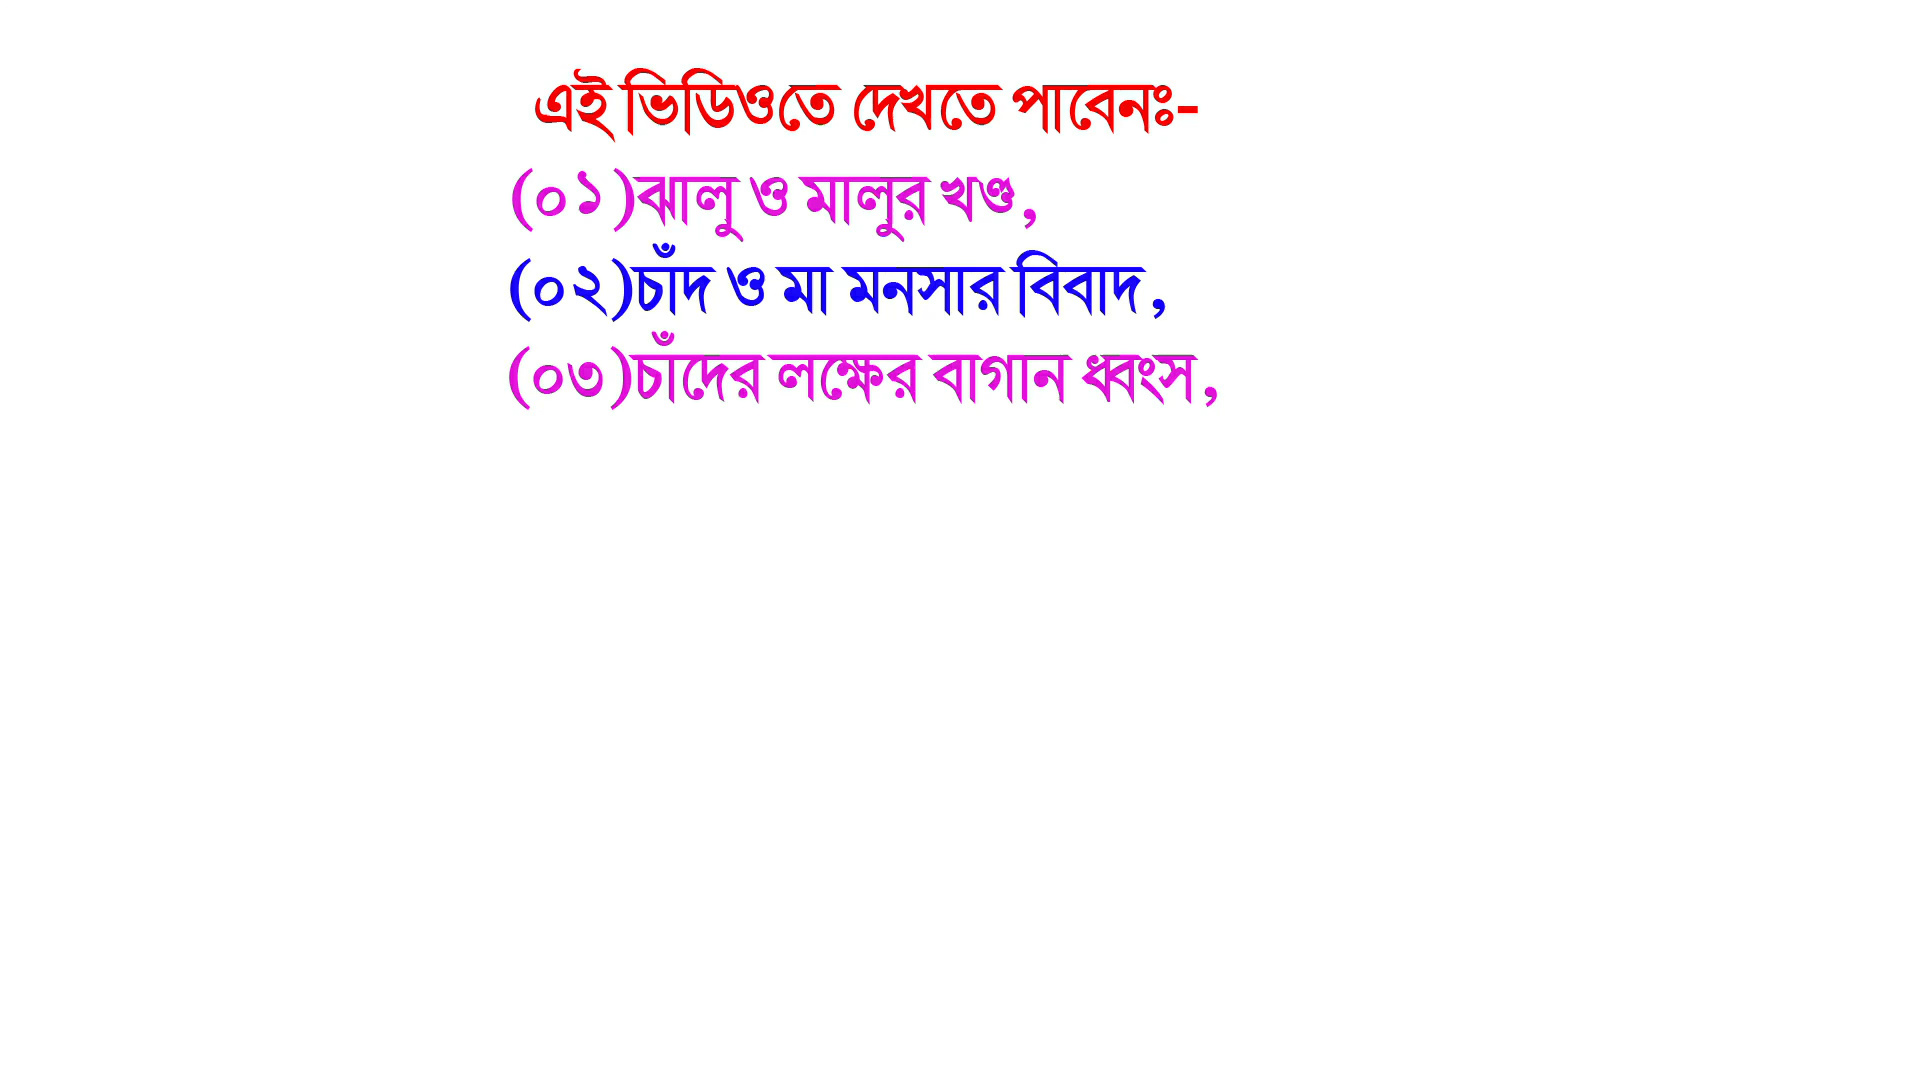 এই ভিডিওতে দেখতে পাবেনঃ-
(০১)ঝালু ও মালুর খণ্ড,
(০২)চাঁদ ও মা মনসার বিবাদ,
(০৩)চাঁদের লক্ষের বাগান ধ্বংস,